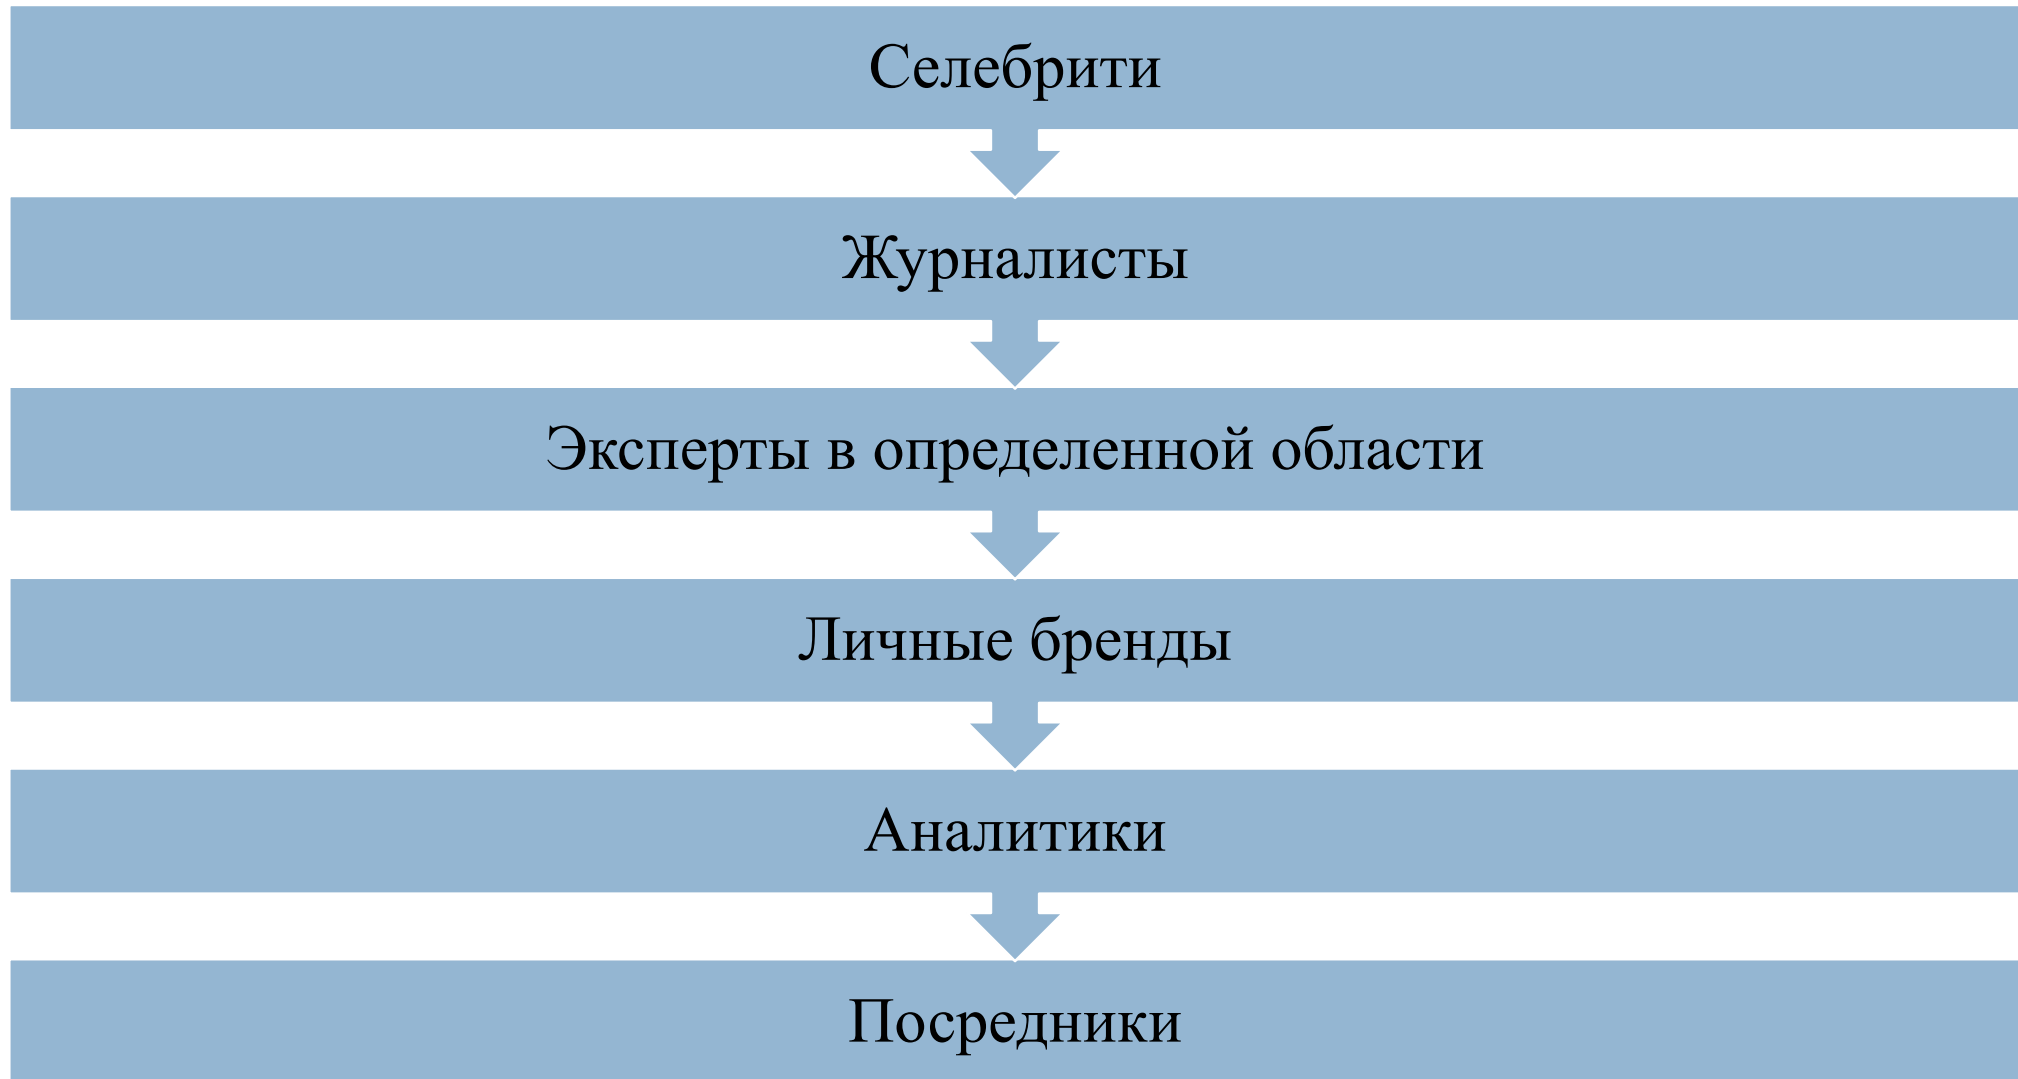 Селебрити
Журналисты
Эксперты в определенной области
Личные бренды
Аналитики
Посредники